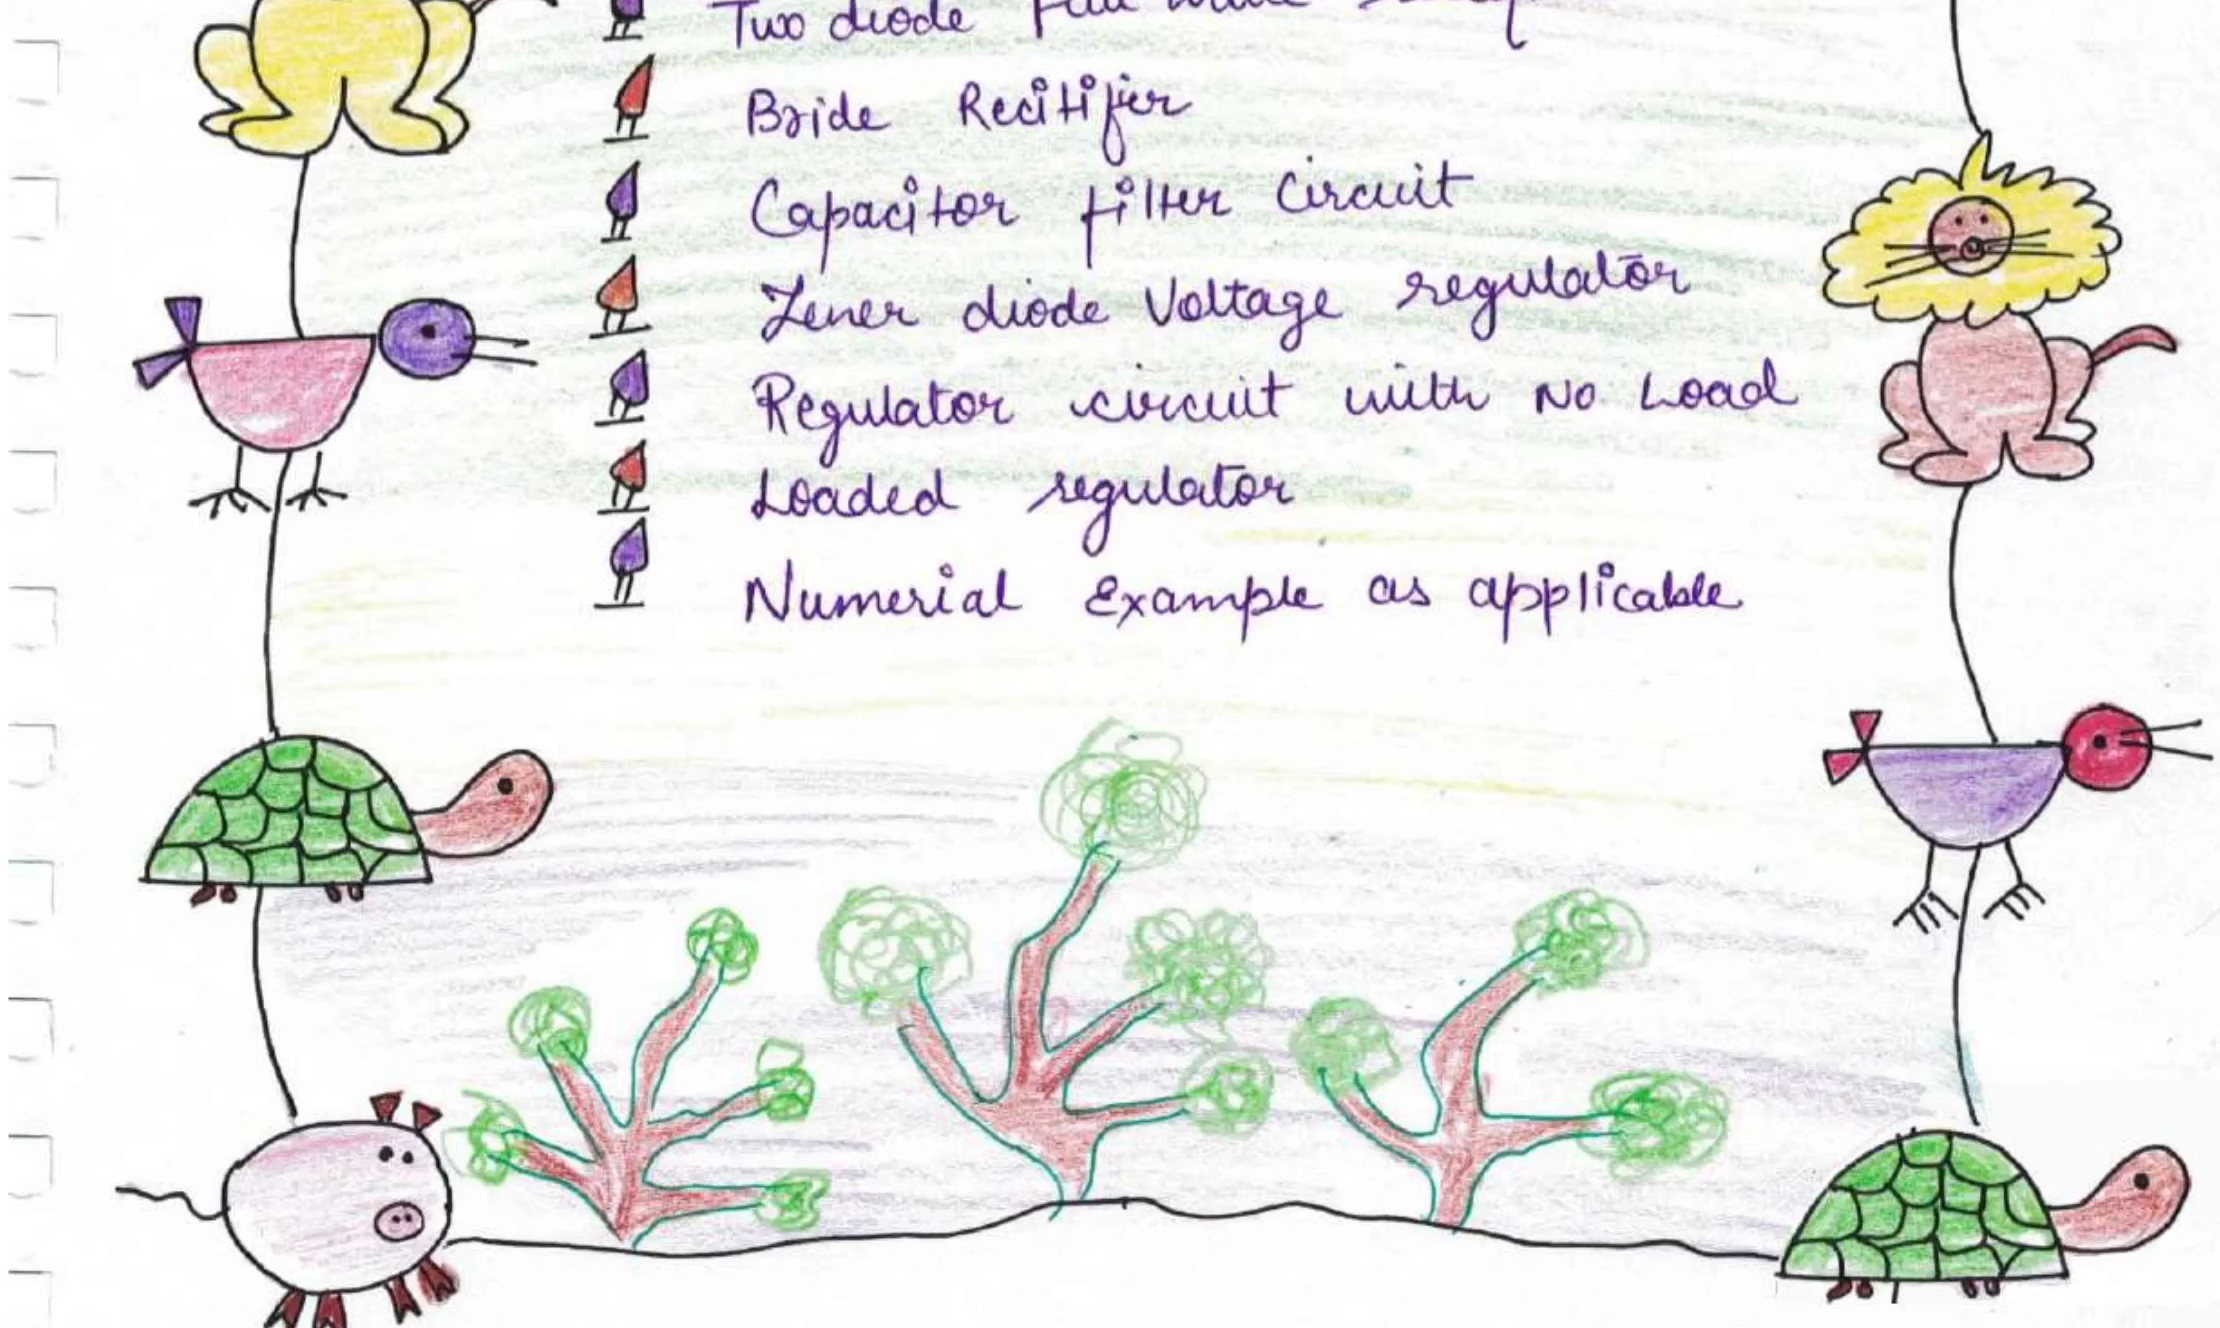 Two diode
Bride Recitifier
Capacitor filter Circuit
Zener diode Voltage regulator
Regulator circuit with No Load
Loaded regulator
Numerial Example as applicable